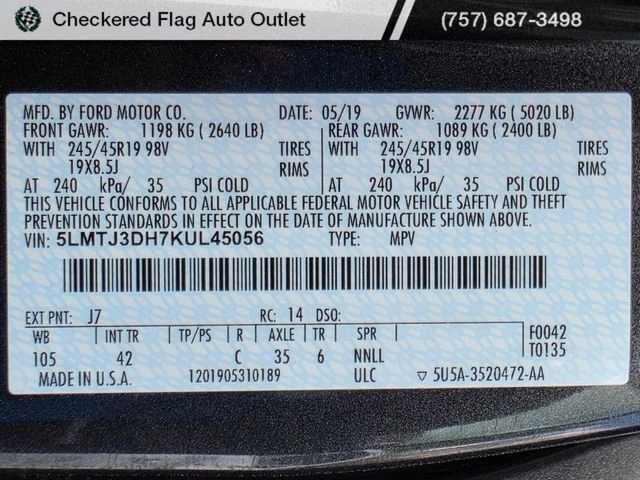 Checkered Flag Auto Outlet (757) 687-3498
MFD. BY FORD MOTOR CO. DATE: 05/19 GVWR: 2277 KG ( 5020 LB)
FRONT GAWR: 1198 KG ( 2640 LB) REAR GAWR: 1089 KG ( 2400 LB)
WITH 245/45R19 98V TIRES WITH 245/45R19 98V TIRES
19X8.5J RIMS 19X8.5J RIMS
AT 240 kPa/ 35 PSI COLD AT 240 kPa/ 35 PSI COLD
THIS VEHICLE CONFORMS TO ALL APPLICABLE FEDERAL MOTOR VEHICLE SAFETY AND THEFT
PREVENTION STANDARDS IN EFFECT ON THE DATE OF MANUFACTURE SHOWN ABOVE.
VIN: 5LMTJ3DH7KUL45056 TYPE: MPV
EXT PNT: J7 RC: 14 DSO:
WB INT TR TP/PS R AXLE TR SPR F0042
105 42 C 35 6 NNLL T0135
MADE IN U.S.A. 1201905310189 ULC ▽ 5U5A-3520472-AA